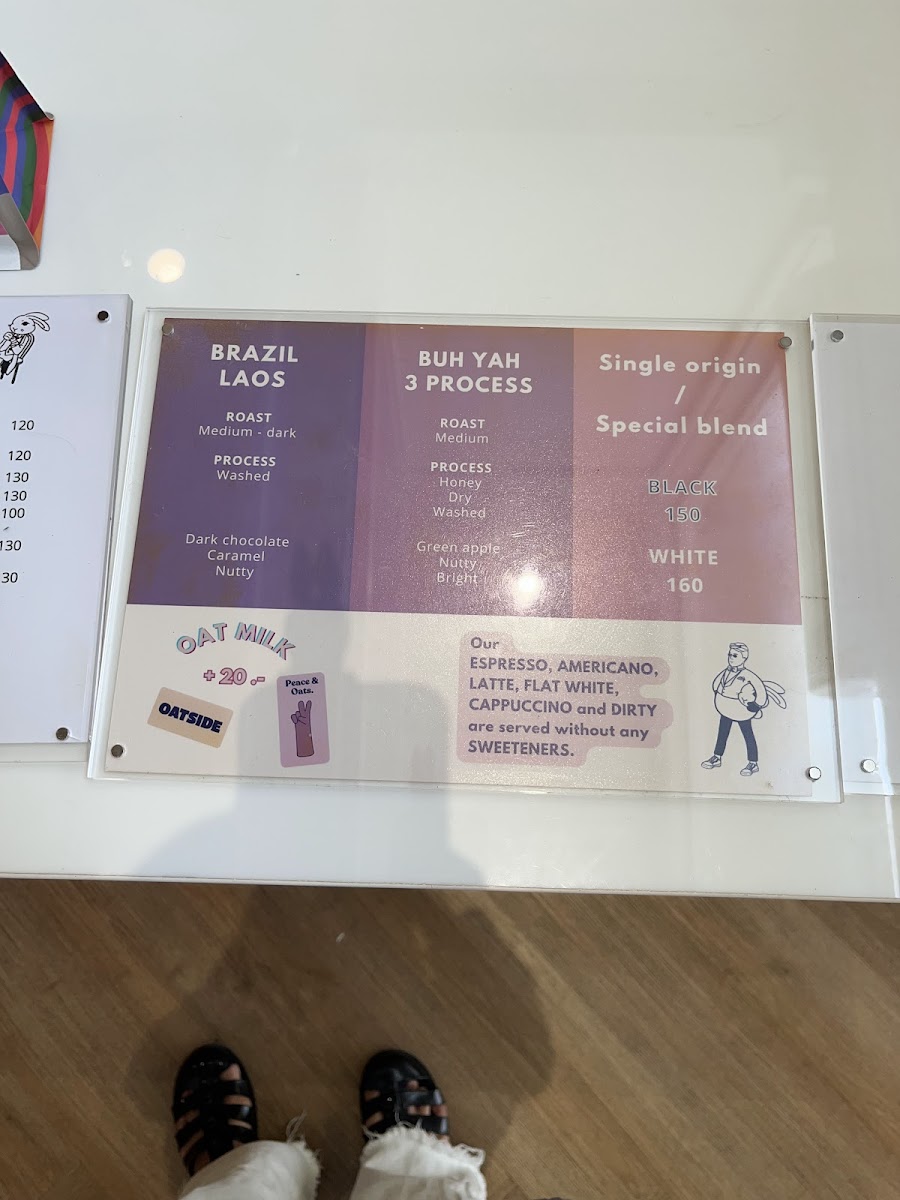 120
120
130
130
100
130
30
BRAZIL
LAOS
ROAST
Medium - dark
PROCESS
Washed
Dark chocolate
Caramel
Nutty
BUH YAH
3 PROCESS
ROAST
Medium
PROCESS
Honey
Dry
Washed
Green apple
Nutty
Bright
Single origin
/
Special blend
BLACK
150
WHITE
160
OAT MILK
+ 20 .-
OATSIDE
Peace &
Oats.
Our
ESPRESSO, AMERICANO,
LATTE, FLAT WHITE,
CAPPUCCINO and DIRTY
are served without any
SWEETENERS.